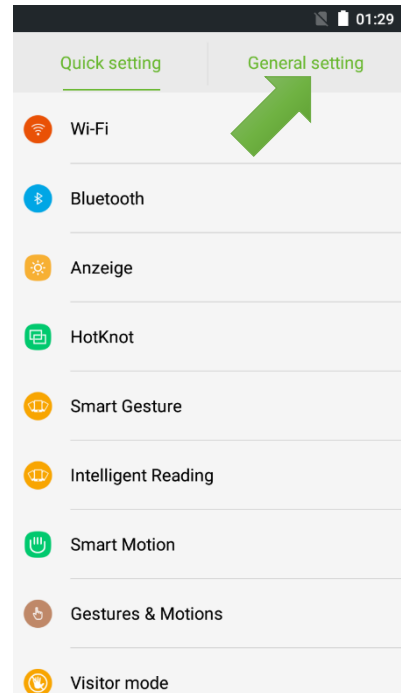 01:29
Quick setting
General setting
Wi-Fi
Bluetooth
Anzeige
HotKnot
Smart Gesture
Intelligent Reading
Smart Motion
Gestures & Motions
Visitor mode